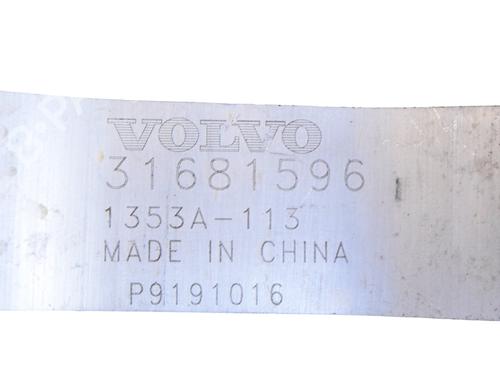 VOLVO
31681596
1353A-113
MADE IN CHINA
P9191016